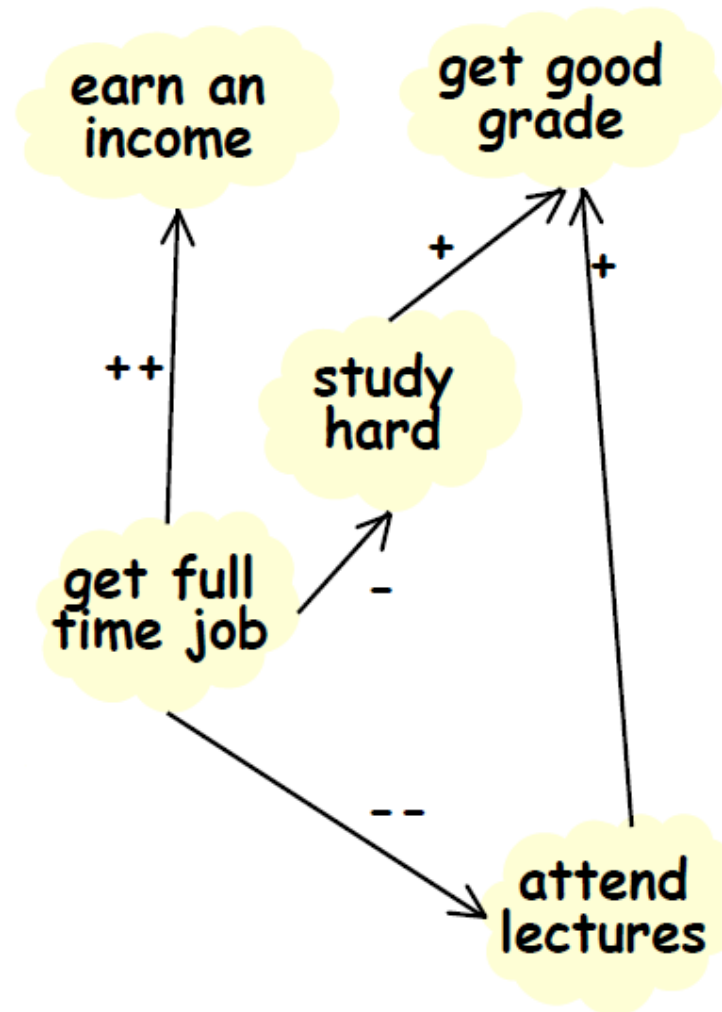 earn an
income
get good
grade
+
+
++
study
hard
get full
time job
-
--
attend
lectures